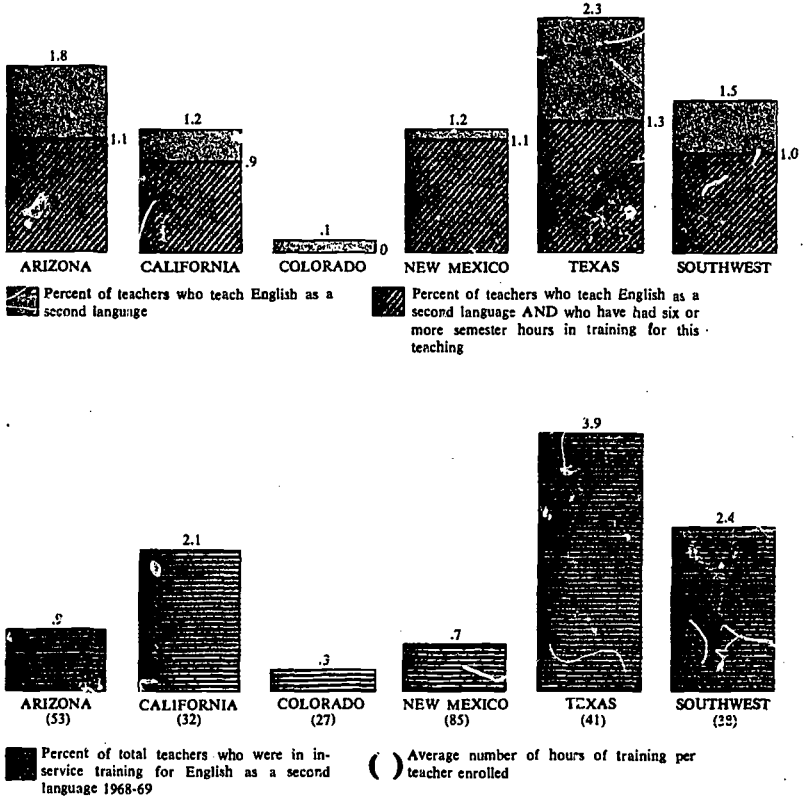 2.3
1.8
1.5
1.2
1.2
1.3
1.1
1.1
1.0
.9
.1
0
ARIZONA CALIFORNIA COLORADO NEW MEXICO TEXAS SOUTHWEST
Percent of teachers who teach English as a
second language
Percent of teachers who teach English as a
second language AND who have had six or
more semester hours in training for this
teaching
3.9
2.4
2.1
.9
.7
.3
ARIZONA CALIFORNIA COLORADO NEW MEXICO TEXAS SOUTHWEST
(53) (32) (27) (85) (41)
Percent of total teachers who were in in-
service training for English as a second
language 1968-69
( ) Average number of hours of training per
teacher enrolled